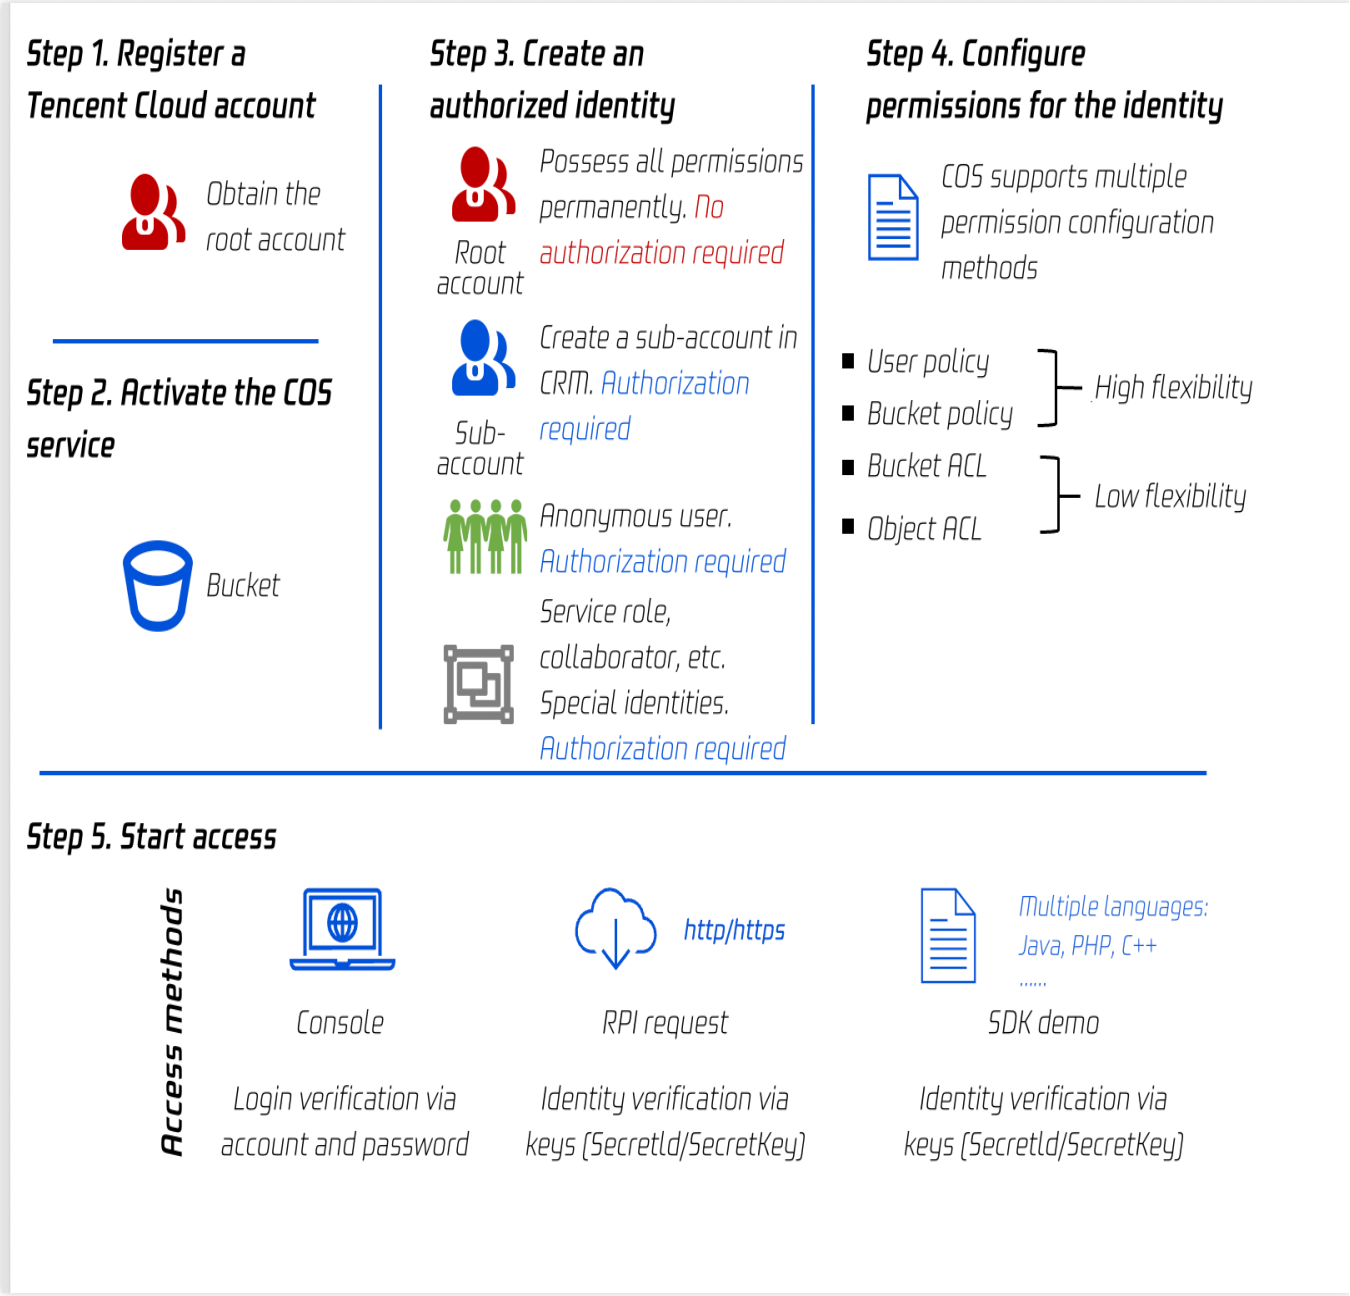 Step 1. Register a
Tencent Cloud account
Obtain the
root account
Step 2. Activate the COS
service
Bucket
Step 3. Create an
authorized identity
Possess all permissions
permanently. No
authorization required
Root
account
Create a sub-account in
CRM. Authorization
required
Sub-
account
Anonymous user.
Authorization required
Service role,
collaborator, etc.
Special identities.
Authorization required
Step 4. Configure
permissions for the identity
COS supports multiple
permission configuration
methods
■ User policy
■ Bucket policy
High flexibility
■ Bucket ACL
■ Object ACL
Low flexibility
Step 5. Start access
Access methods
Console
Login verification via
account and password
http/https
RPI request
Identity verification via
keys (SecretId/SecretKey)
Multiple languages:
Java, PHP, C++
......
SDK demo
Identity verification via
keys (SecretId/SecretKey)